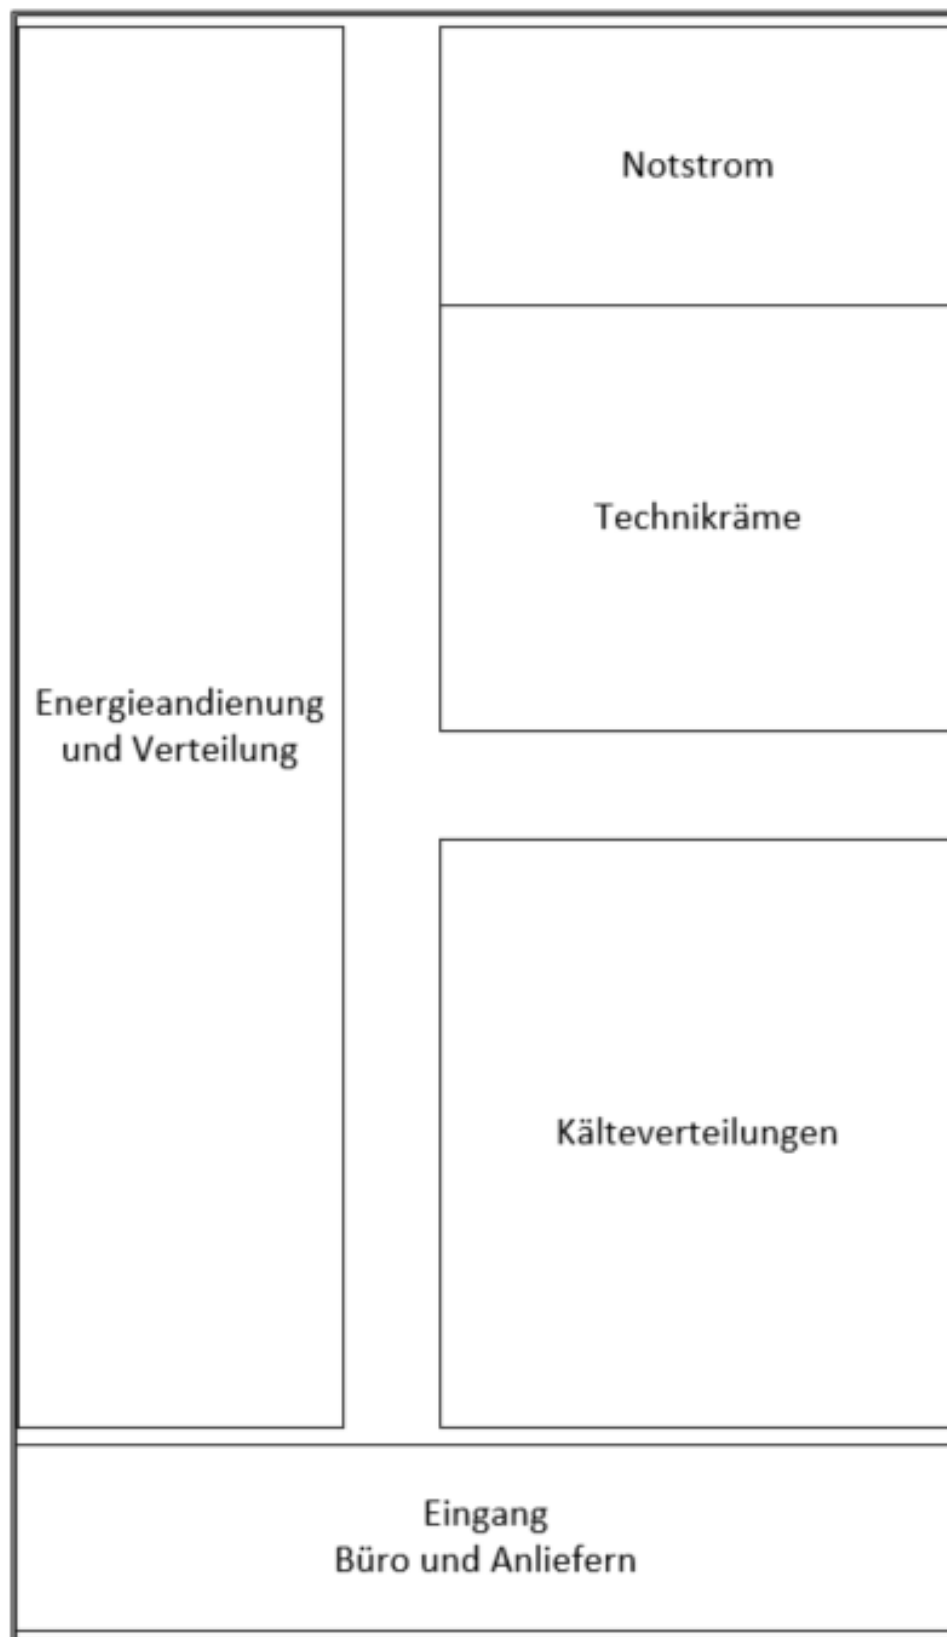 Notstrom
Technikräme
Energieandienung
und Verteilung
Kälteverteilungen
Eingang
Büro und Anliefern